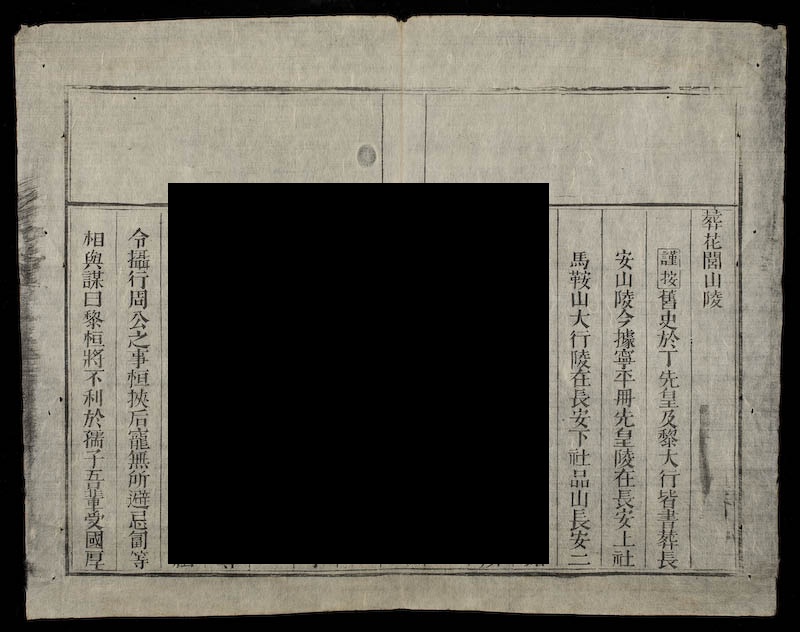 葬花閭山陵
謹按舊史於丁先皇及黎大行皆書葬長
安山陵今據寧平冊先皇陵在長安上社
馬鞍山大行陵在長安下社品山長安二
令攝行周公之事桓挾后寵無所避忌匐等
相與謀曰黎桓將不利於孺子吾輩受國厚